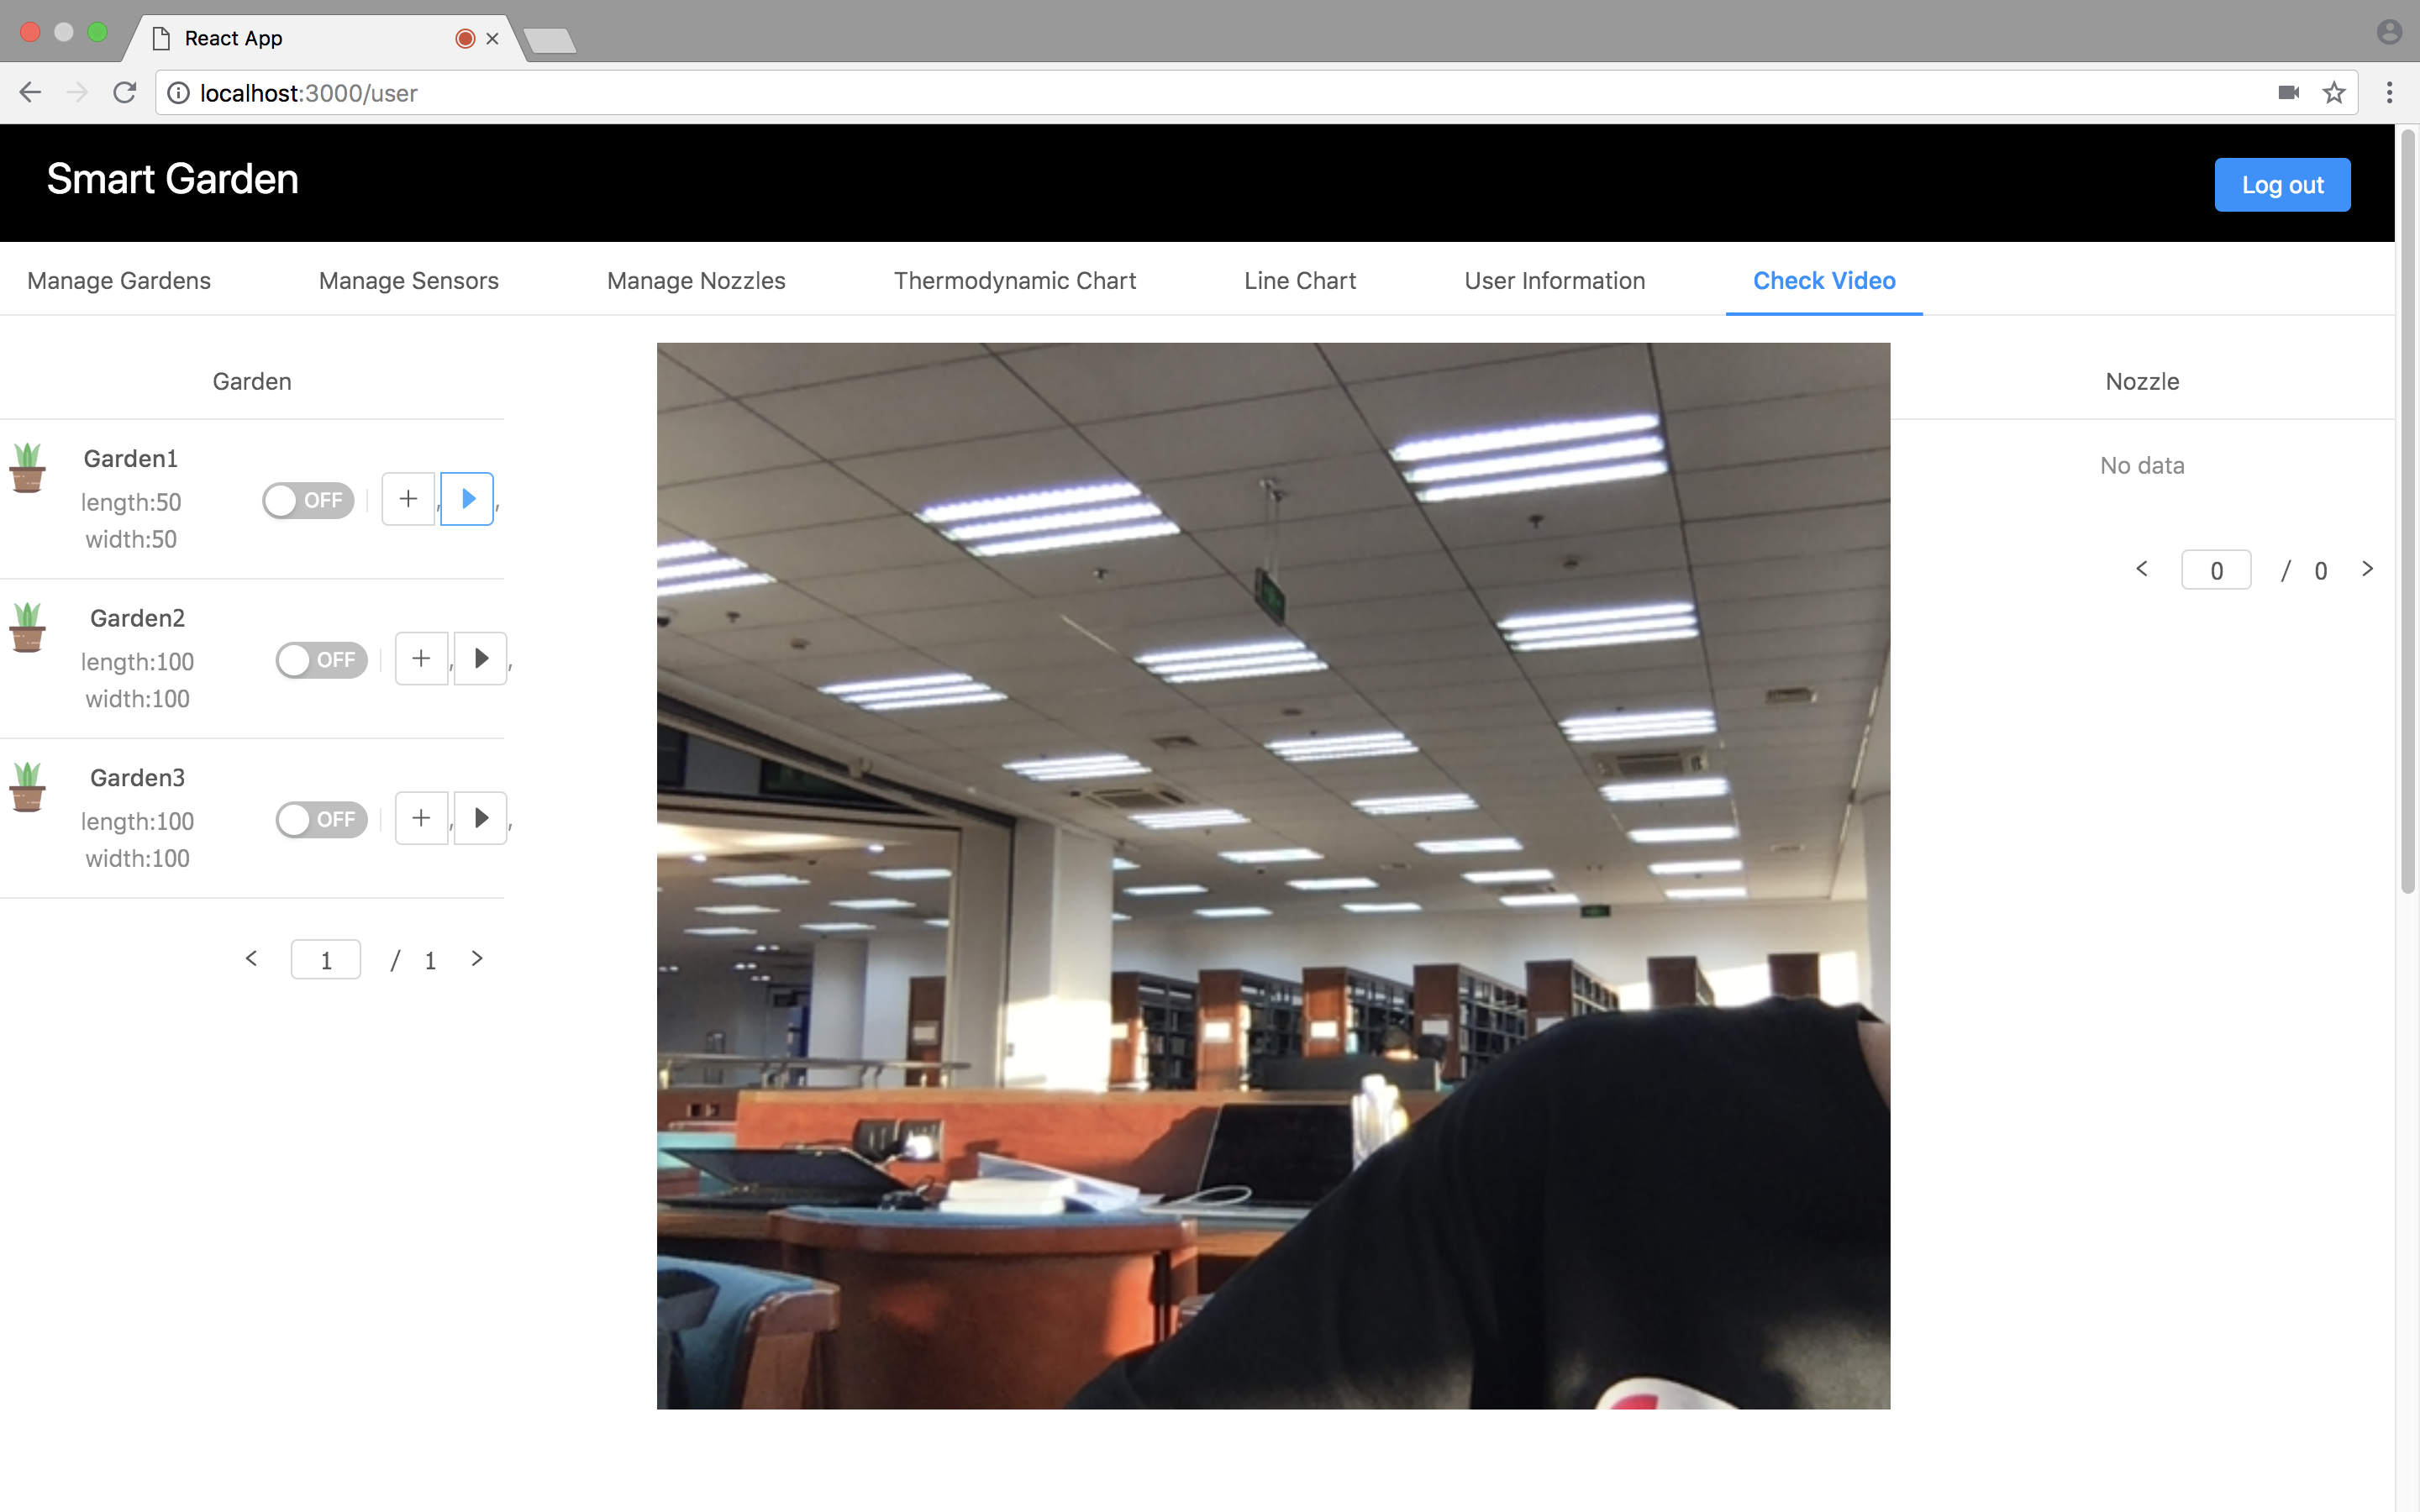 React App
localhost:3000/user
Smart Garden
Log out
Manage Gardens Manage Sensors Manage Nozzles Thermodynamic Chart Line Chart User Information Check Video
Garden
Garden1
length:50
width:50
OFF
+
,
,
Garden2
length:100
width:100
OFF
+
,
,
Garden3
length:100
width:100
OFF
+
,
,
< 1 / 1 >
Nozzle
No data
< 0 / 0 >